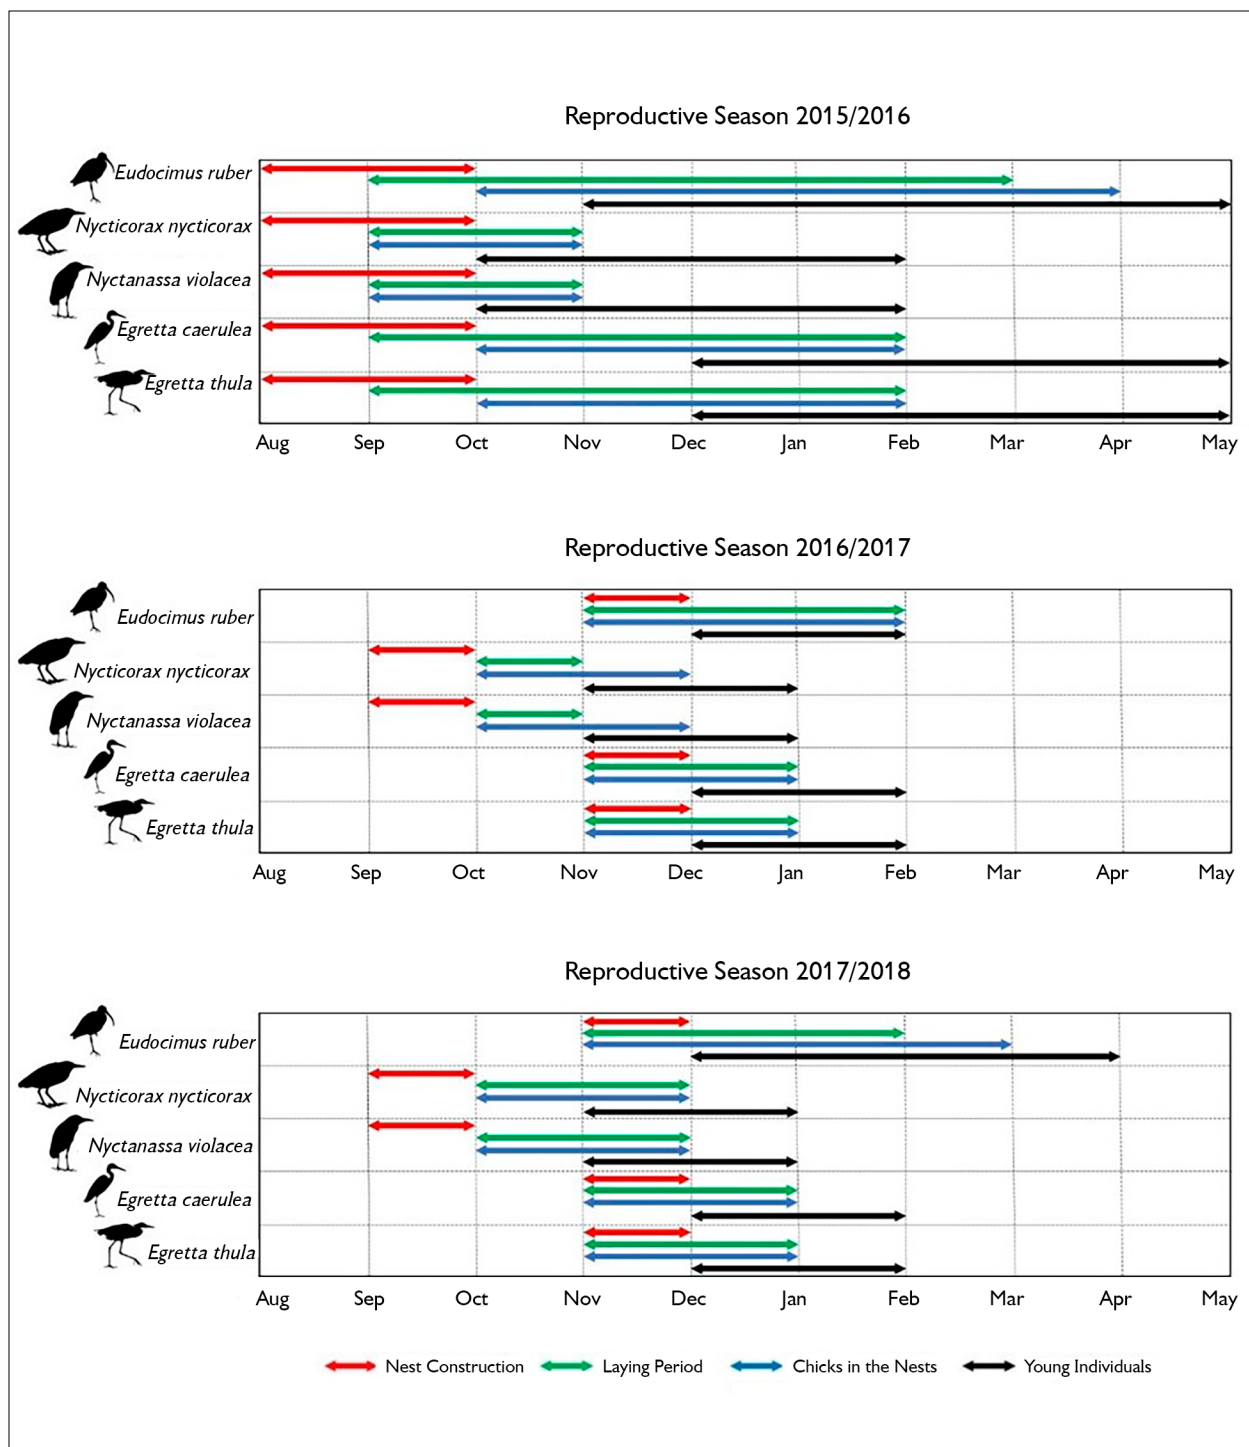 Reproductive Season 2015/2016
Eudocimus ruber
Nycticorax nycticorax
Nyctanassa violacea
Egretta caerulea
Egretta thula
Aug Sep Oct Nov Dec Jan Feb Mar Apr May
Reproductive Season 2016/2017
Eudocimus ruber
Nycticorax nycticorax
Nyctanassa violacea
Egretta caerulea
Egretta thula
Aug Sep Oct Nov Dec Jan Feb Mar Apr May
Reproductive Season 2017/2018
Eudocimus ruber
Nycticorax nycticorax
Nyctanassa violacea
Egretta caerulea
Egretta thula
Aug Sep Oct Nov Dec Jan Feb Mar Apr May
Nest Construction Laying Period Chicks in the Nests Young Individuals